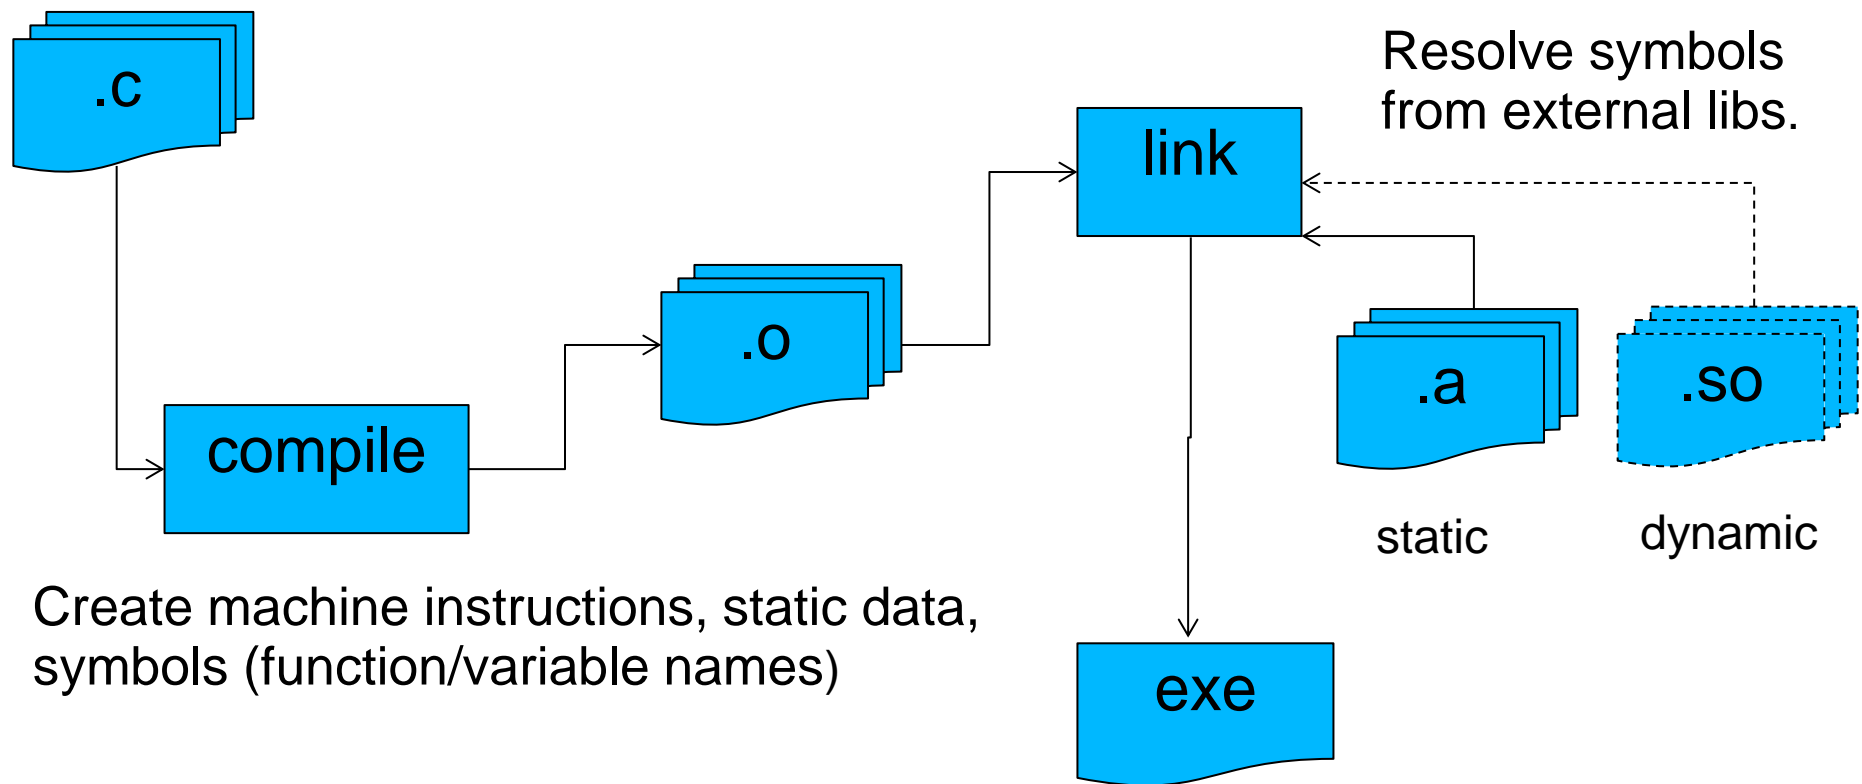 .c
Resolve symbols
from external libs.
link
.o
.a
.so
compile
static
dynamic
Create machine instructions, static data,
symbols (function/variable names)
exe